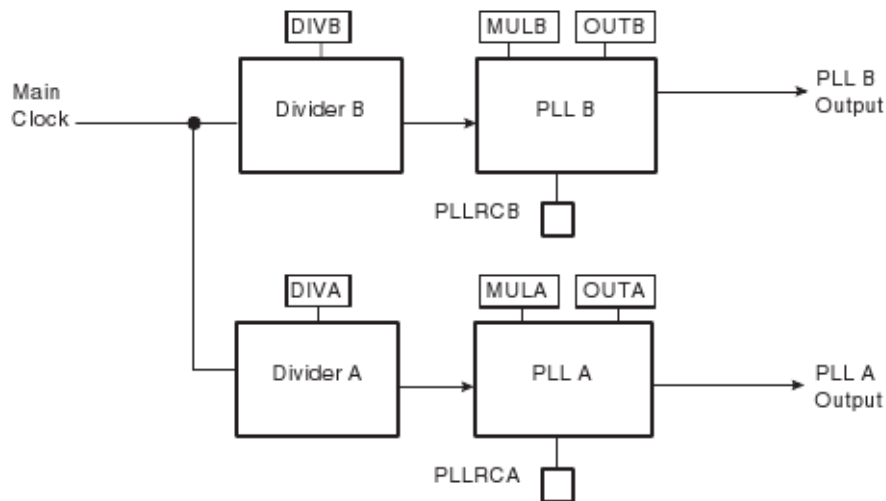 DIVB
MULB
OUTB
Main
Clock
Divider B
PLL B
PLL B
Output
PLLRCB
DIVA
MULA
OUTA
Divider A
PLL A
PLL A
Output
PLLRCA